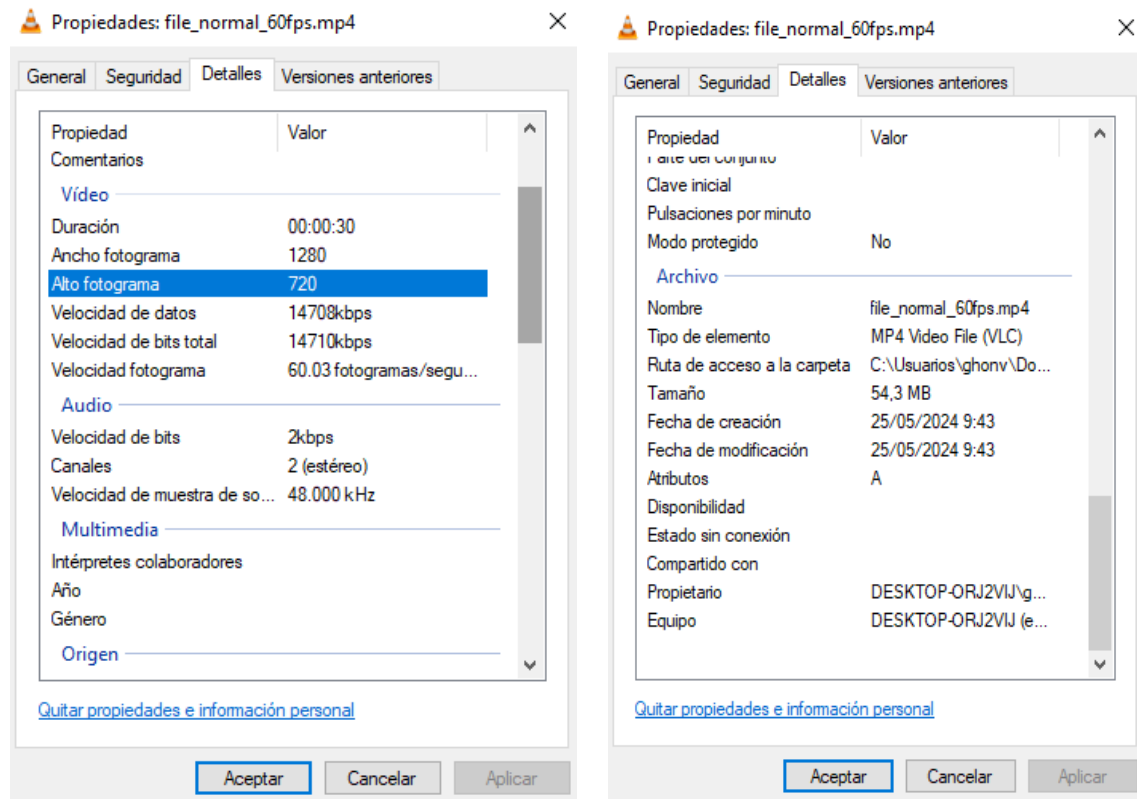 Propiedades: file_normal_60fps.mp4
General Seguridad Detalles Versiones anteriores
Propiedad Valor
Comentarios
Vídeo
Duración 00:00:30
Ancho fotograma 1280
Alto fotograma 720
Velocidad de datos 14708kbps
Velocidad de bits total 14710kbps
Velocidad fotograma 60.03 fotogramas/segu...
Audio
Velocidad de bits 2kbps
Canales 2 (estéreo)
Velocidad de muestra de so... 48.000 kHz
Multimedia
Intérpretes colaboradores
Año
Género
Origen
Quitar propiedades e información personal
Aceptar Cancelar Aplicar
Propiedades: file_normal_60fps.mp4
General Seguridad Detalles Versiones anteriores
Propiedad Valor
Parte del conjunto
Clave inicial
Pulsaciones por minuto
Modo protegido No
Archivo
Nombre file_normal_60fps.mp4
Tipo de elemento MP4 Video File (VLC)
Ruta de acceso a la carpeta C:\Usuarios\ghonv\Do...
Tamaño 54,3 MB
Fecha de creación 25/05/2024 9:43
Fecha de modificación 25/05/2024 9:43
Atributos A
Disponibilidad
Estado sin conexión
Compartido con
Propietario DESKTOP-ORJ2VIJ\g...
Equipo DESKTOP-ORJ2VIJ (e...
Quitar propiedades e información personal
Aceptar Cancelar Aplicar